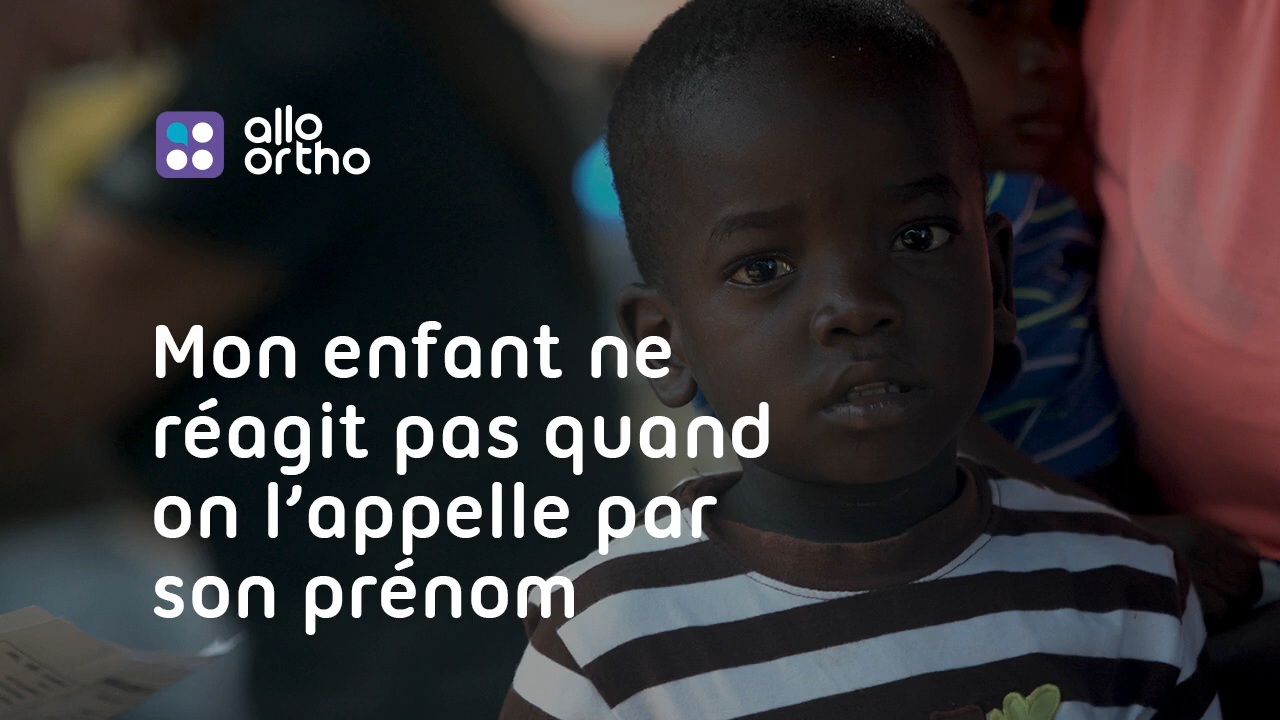 allo
ortho
Mon enfant ne
réagit pas quand
on l’appelle par
son prénom